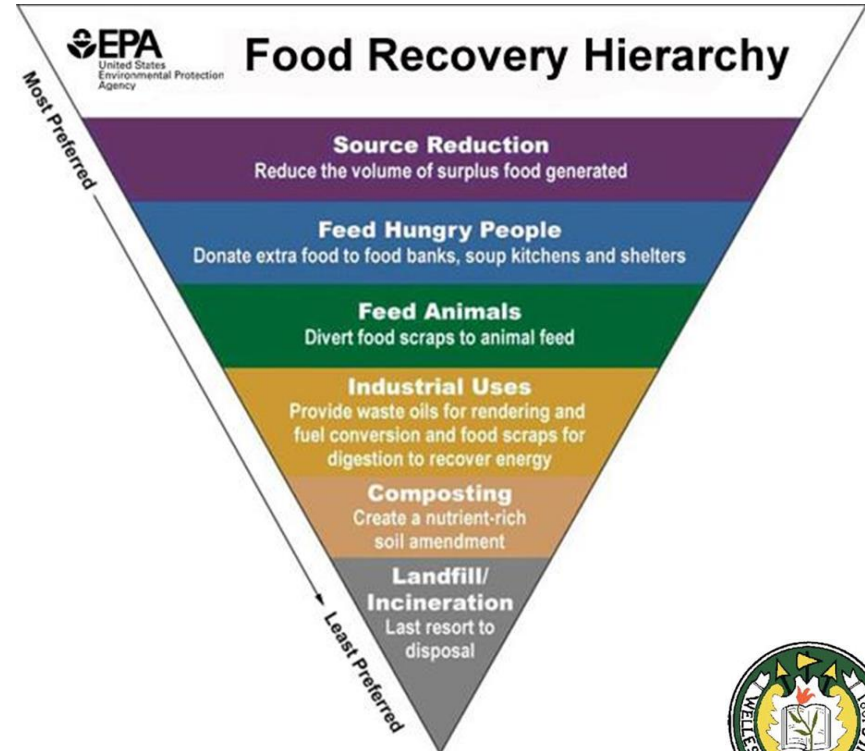 EPA
United States
Environmental Protection
Agency
Food Recovery Hierarchy
Most Preferred
Source Reduction
Reduce the volume of surplus food generated
Feed Hungry People
Donate extra food to food banks, soup kitchens and shelters
Feed Animals
Divert food scraps to animal feed
Industrial Uses
Provide waste oils for rendering and
fuel conversion and food scraps for
digestion to recover energy
Composting
Create a nutrient-rich
soil amendment
Landfill/
Incineration
Last resort to
disposal
Least Preferred